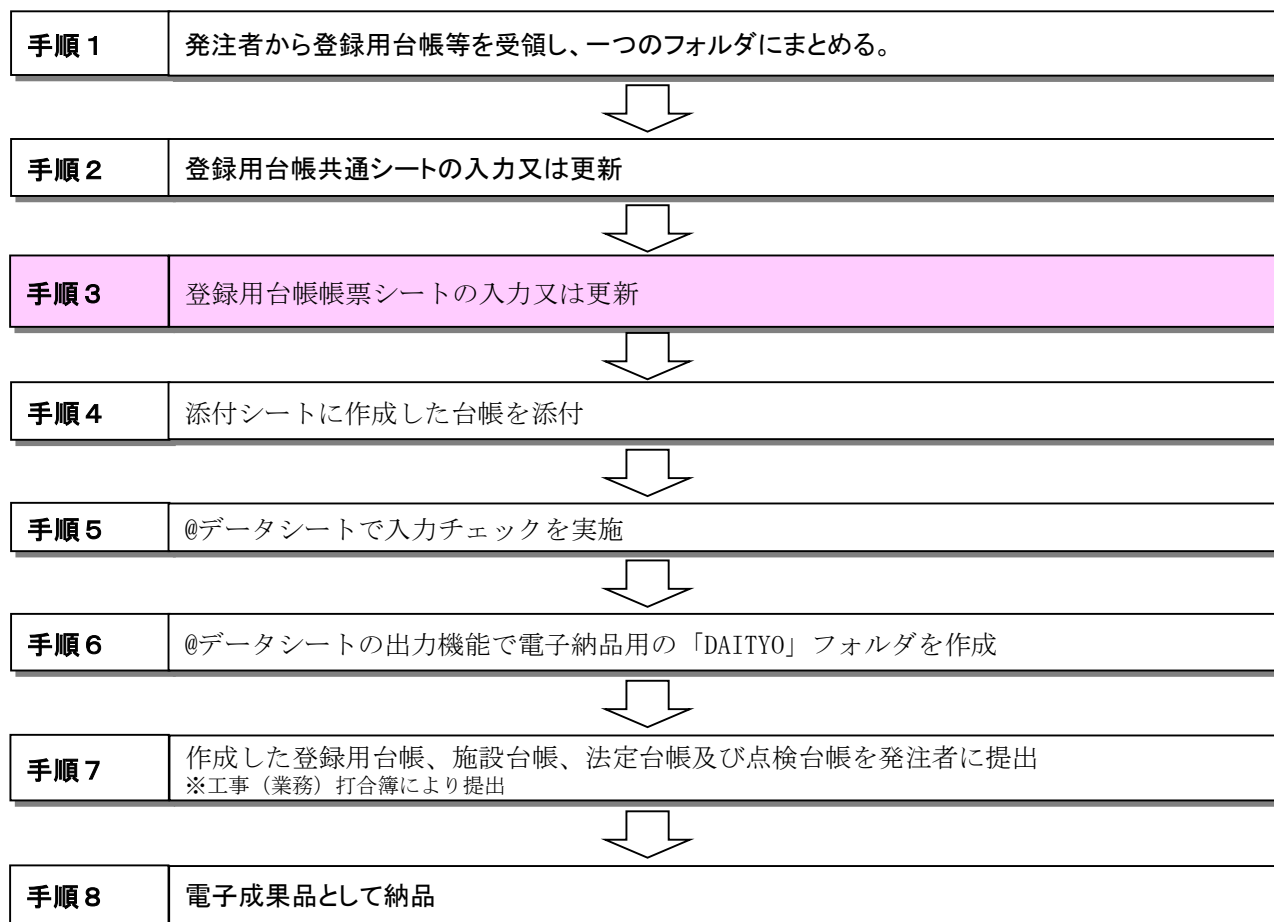 手順１ 発注者から登録用台帳等を受領し、一つのフォルダにまとめる。
手順２ 登録用台帳共通シートの入力又は更新
手順３ 登録用台帳帳票シートの入力又は更新
手順４ 添付シートに作成した台帳を添付
手順５ @データシートで入力チェックを実施
手順６ @データシートの出力機能で電子納品用の「DAITYO」フォルダを作成
手順７ 作成した登録用台帳、施設台帳、法定台帳及び点検台帳を発注者に提出
※工事（業務）打合簿により提出
手順８ 電子成果品として納品